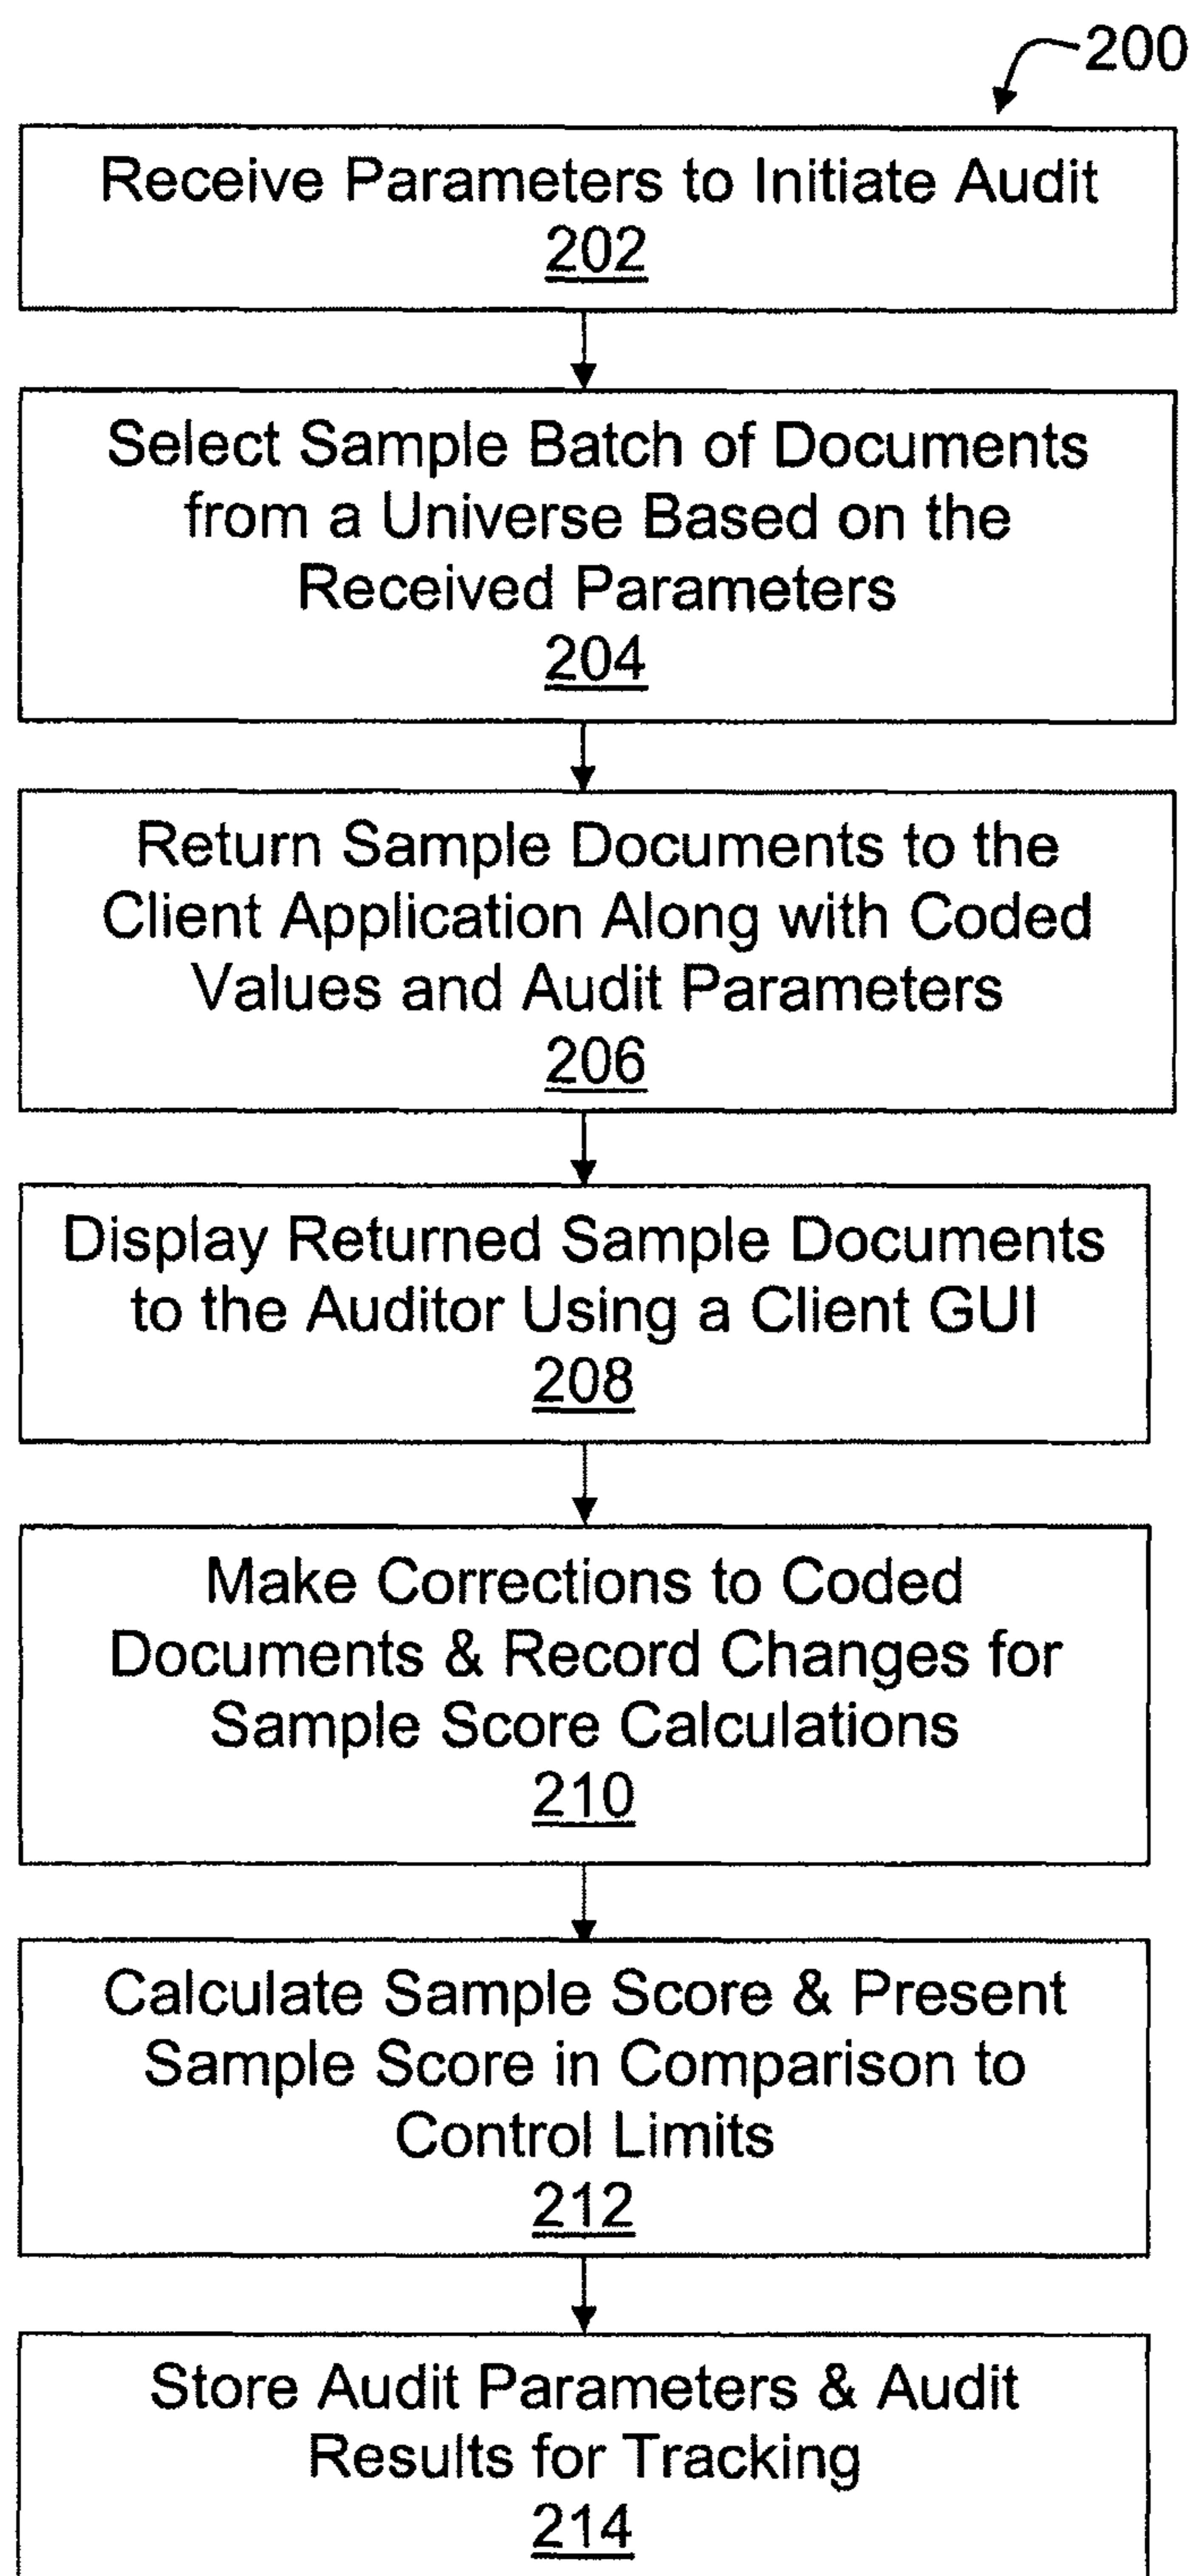 200
Receive Parameters to Initiate Audit
202
Select Sample Batch of Documents
from a Universe Based on the
Received Parameters
204
Return Sample Documents to the
Client Application Along with Coded
Values and Audit Parameters
206
Display Returned Sample Documents
to the Auditor Using a Client GUI
208
Make Corrections to Coded
Documents & Record Changes for
Sample Score Calculations
210
Calculate Sample Score & Present
Sample Score in Comparison to
Control Limits
212
Store Audit Parameters & Audit
Results for Tracking
214